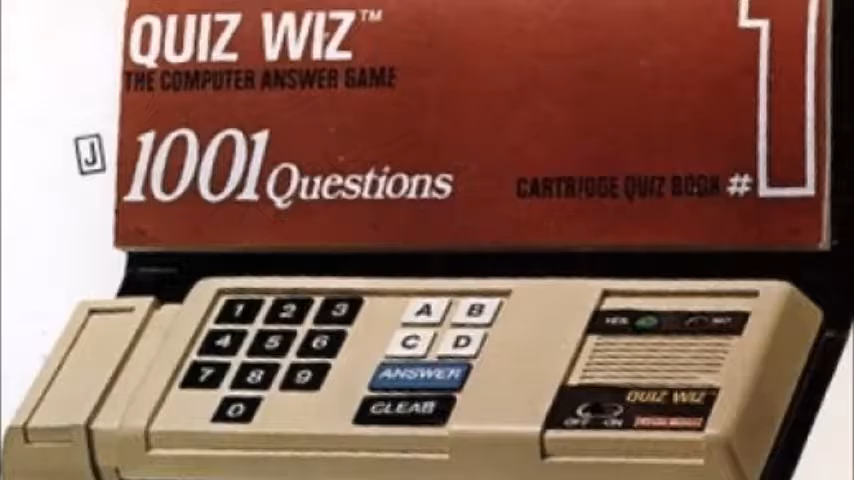 QUIZ WIZ™
THE COMPUTER ANSWER GAME
1
J
1001 Questions
CARTRIDGE QUIZ BOOK #
1 2 3
A B
4 5 6
C D
7 8 9
ANSWER
0
CLEAR
YES
NO
QUIZ WIZ
OFF ON